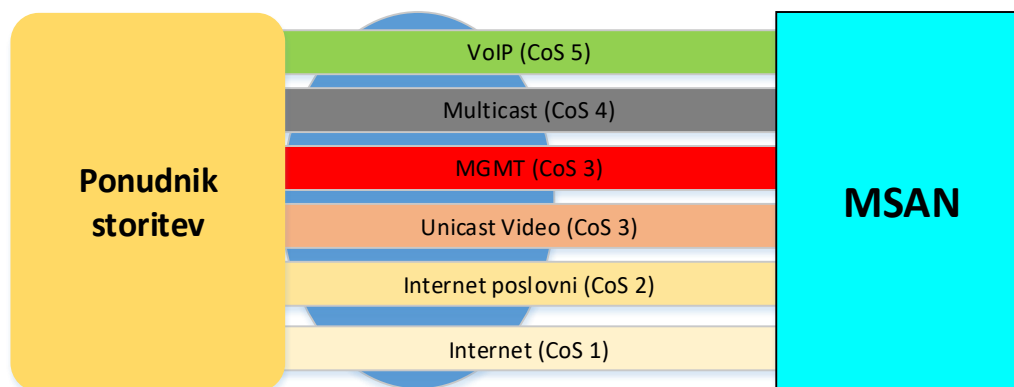 Ponudnik
storitev
VoIP (CoS 5)
Multicast (CoS 4)
MGMT (CoS 3)
Unicast Video (CoS 3)
Internet poslovni (CoS 2)
Internet (CoS 1)
MSAN